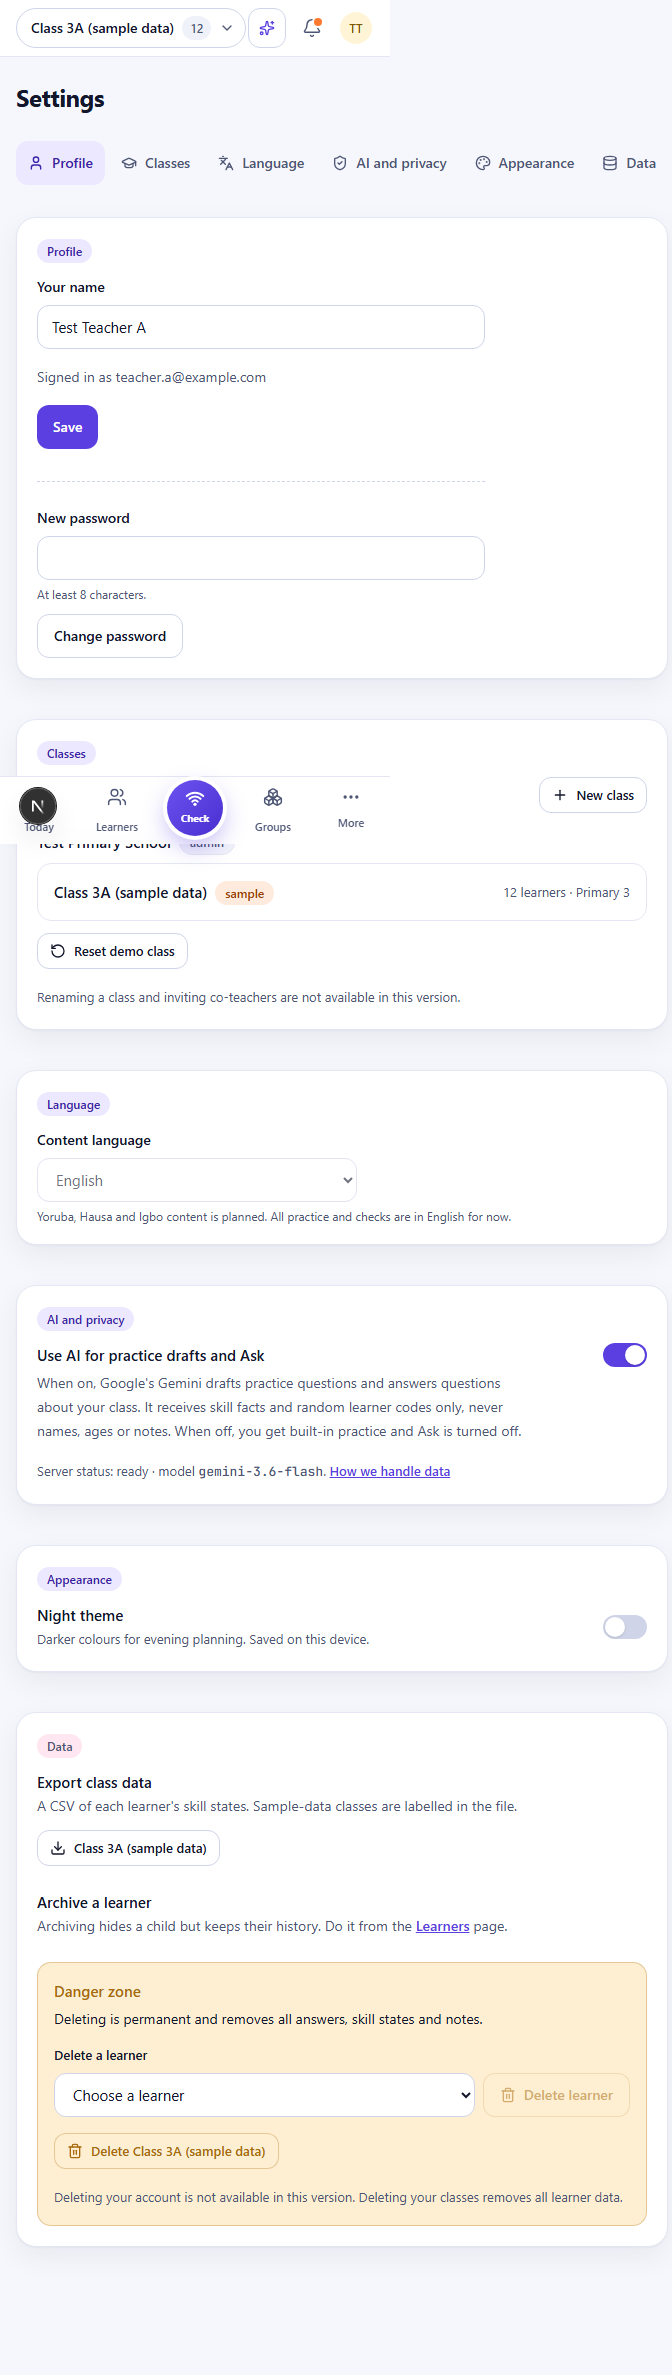 Class 3A (sample data) 12
TT
Settings
Profile Classes Language AI and privacy Appearance Data
Profile
Your name
Test Teacher A
Signed in as teacher.a@example.com
Save
New password
At least 8 characters.
Change password
Classes
New class
N
Today Learners Check Groups More
Test Primary School admin
Class 3A (sample data) sample 12 learners · Primary 3
Reset demo class
Renaming a class and inviting co-teachers are not available in this version.
Language
Content language
English
Yoruba, Hausa and Igbo content is planned. All practice and checks are in English for now.
AI and privacy
Use AI for practice drafts and Ask
When on, Google's Gemini drafts practice questions and answers questions
about your class. It receives skill facts and random learner codes only, never
names, ages or notes. When off, you get built-in practice and Ask is turned off.
Server status: ready · model gemini-3.6-flash. How we handle data
Appearance
Night theme
Darker colours for evening planning. Saved on this device.
Data
Export class data
A CSV of each learner's skill states. Sample-data classes are labelled in the file.
Class 3A (sample data)
Archive a learner
Archiving hides a child but keeps their history. Do it from the Learners page.
Danger zone
Deleting is permanent and removes all answers, skill states and notes.
Delete a learner
Choose a learner Delete learner
Delete Class 3A (sample data)
Deleting your account is not available in this version. Deleting your classes removes all learner data.